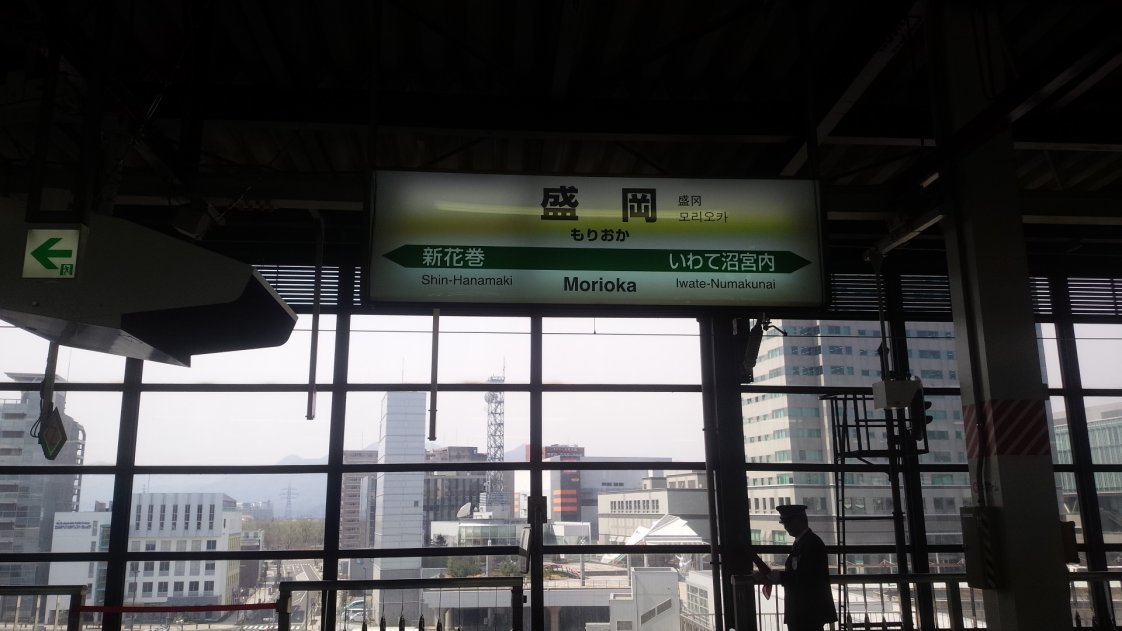 盛岡
盛冈
모리오카
もりおか
新花巻
いわて沼宮内
Shin-Hanamaki
Morioka
Iwate-Numakunai